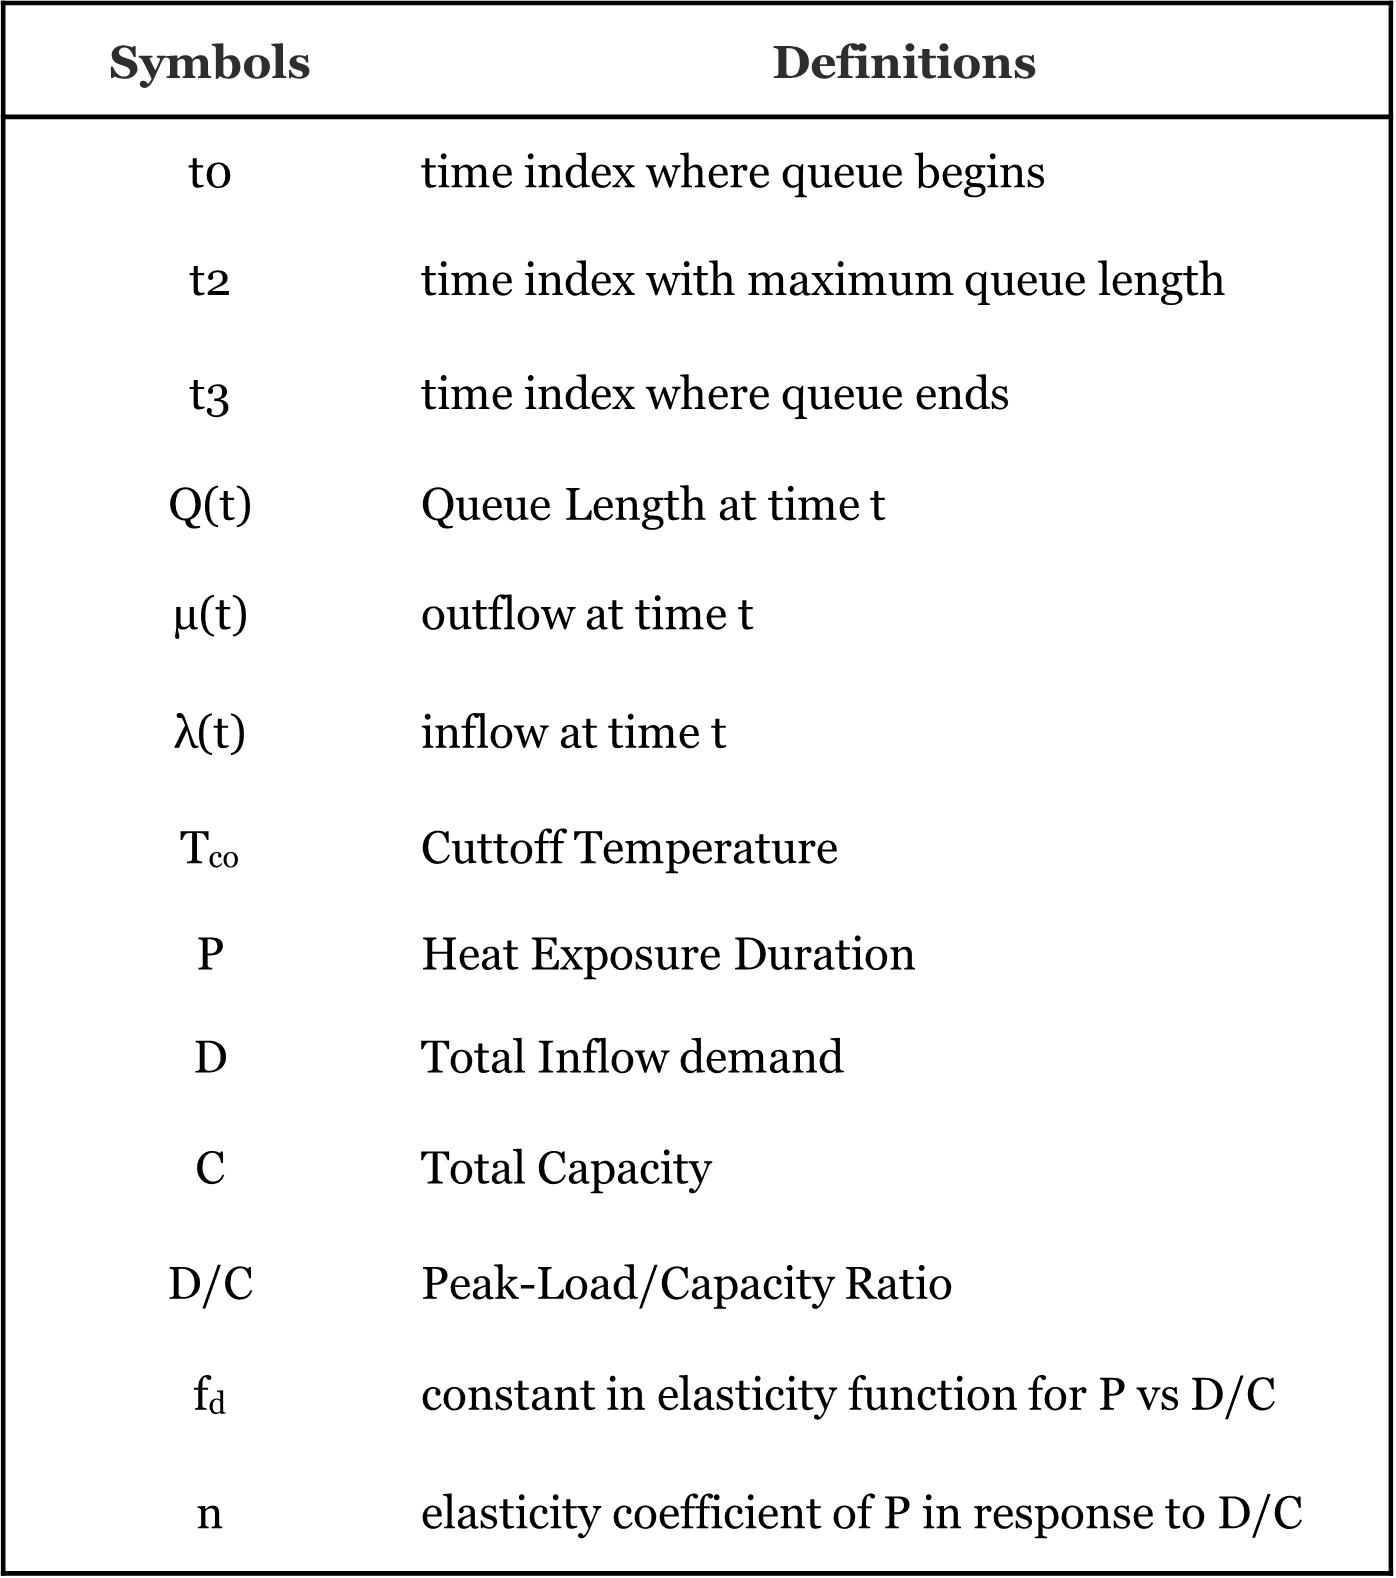 Symbols Definitions
t0 time index where queue begins
t2 time index with maximum queue length
t3 time index where queue ends
Q(t) Queue Length at time t
μ(t) outflow at time t
λ(t) inflow at time t
T_co Cuttoff Temperature
P Heat Exposure Duration
D Total Inflow demand
C Total Capacity
D/C Peak-Load/Capacity Ratio
f_d constant in elasticity function for P vs D/C
n elasticity coefficient of P in response to D/C